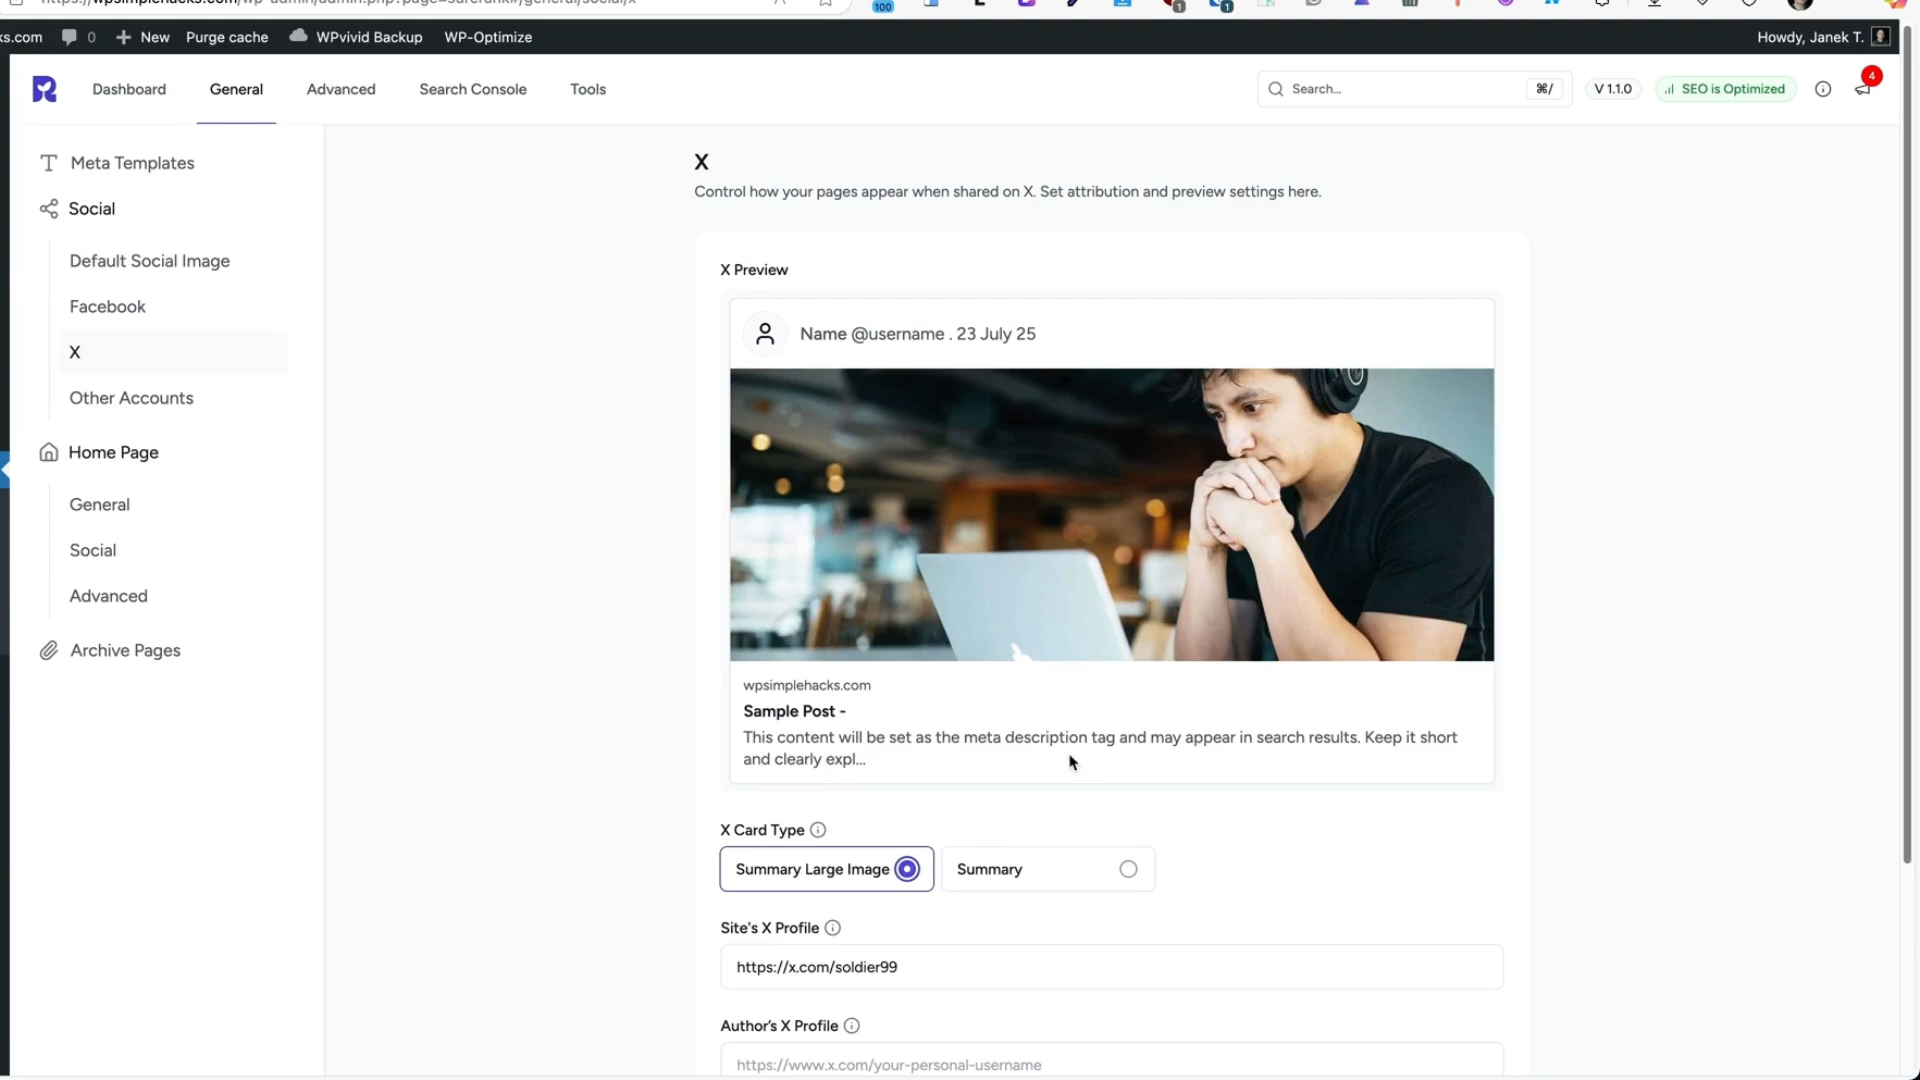 ks.com 0 New Purge cache WPvivid Backup WP-Optimize Howdy, Janek T.
Dashboard General Advanced Search Console Tools Search... ⌘/ V 1.1.0 SEO is Optimized 4
Meta Templates
Social
Default Social Image
Facebook
X
Other Accounts
Home Page
General
Social
Advanced
Archive Pages
X
Control how your pages appear when shared on X. Set attribution and preview settings here.
X Preview
Name @username . 23 July 25
wpsimplehacks.com
Sample Post -
This content will be set as the meta description tag and may appear in search results. Keep it short
and clearly expl...
X Card Type
Summary Large Image Summary
Site's X Profile
https://x.com/soldier99
Author's X Profile
https://www.x.com/your-personal-username